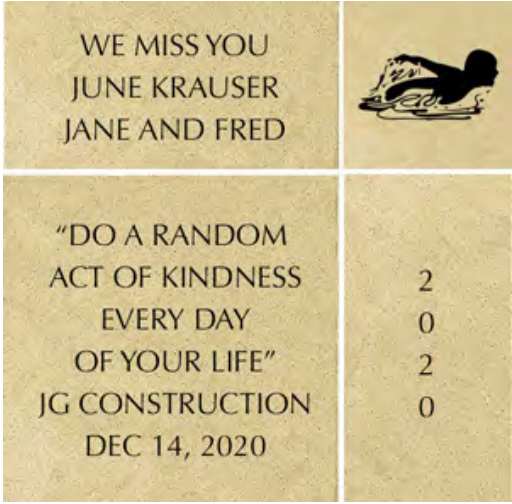 WE MISS YOU
JUNE KRAUSER
JANE AND FRED
“DO A RANDOM
ACT OF KINDNESS
EVERY DAY
OF YOUR LIFE”
JG CONSTRUCTION
DEC 14, 2020
2
0
2
0